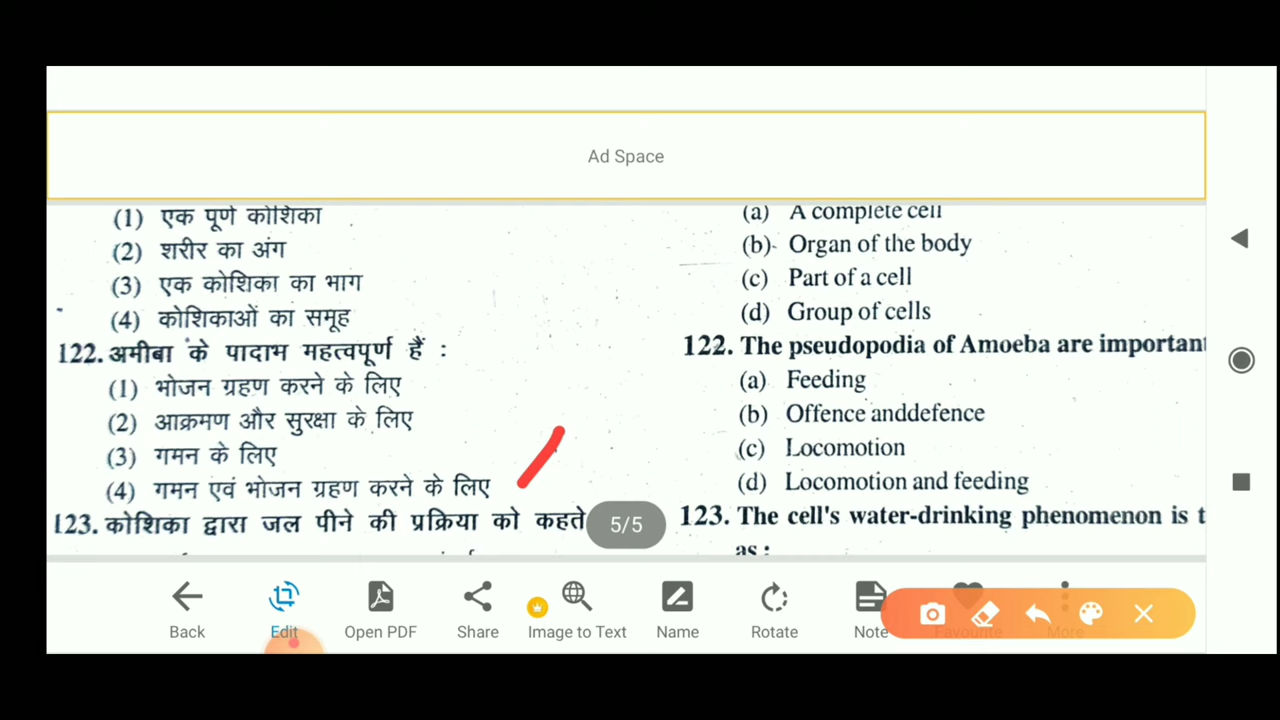 Ad Space
(1) एक पूर्ण कोशिका
(2) शरीर का अंग
(3) एक कोशिका का भाग
(4) कोशिकाओं का समूह
122. अमीबा के पादाभ महत्वपूर्ण हैं :
(1) भोजन ग्रहण करने के लिए
(2) आक्रमण और सुरक्षा के लिए
(3) गमन के लिए
(4) गमन एवं भोजन ग्रहण करने के लिए
123. कोशिका द्वारा जल पीने की प्रक्रिया को कहते
(a) A complete cell
(b) Organ of the body
(c) Part of a cell
(d) Group of cells
122. The pseudopodia of Amoeba are important
(a) Feeding
(b) Offence anddefence
(c) Locomotion
(d) Locomotion and feeding
123. The cell's water-drinking phenomenon is t
as :
5/5
Back
Edit
Open PDF
Share
Image to Text
Name
Rotate
Note
Favourite
More